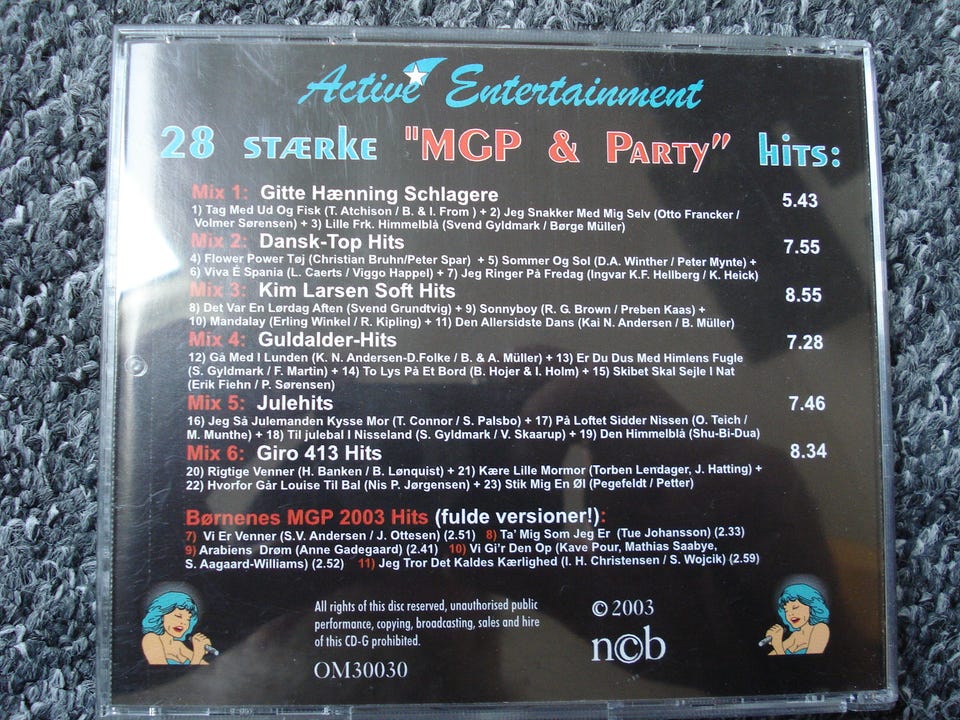 Active Entertainment
28 STÆRKE "MGP & PARTY" HITS:
Mix 1: Gitte Hænning Schlagere 5.43
1) Tag Med Ud Og Fisk (T. Atchison / B. & I. From ) + 2) Jeg Snakker Med Mig Selv (Otto Francker /
Volmer Sørensen) + 3) Lille Frk. Himmelblå (Svend Gyldmark / Børge Müller)
Mix 2: Dansk-Top Hits 7.55
4) Flower Power Tøj (Christian Bruhn/Peter Spar) + 5) Sommer Og Sol (D.A. Winther / Peter Mynte) +
6) Viva É Spania (L. Caerts / Viggo Happel) + 7) Jeg Ringer På Fredag (Ingvar K.F. Hellberg / K. Heick)
Mix 3: Kim Larsen Soft Hits 8.55
8) Det Var En Lørdag Aften (Svend Grundtvig) + 9) Sonnyboy (R. G. Brown / Preben Kaas) +
10) Mandalay (Erling Winkel / R. Kipling) + 11) Den Allersidste Dans (Kai N. Andersen / B. Müller)
Mix 4: Guldalder-Hits 7.28
12) Gå Med I Lunden (K. N. Andersen-D.Folke / B. & A. Müller) + 13) Er Du Dus Med Himlens Fugle
(S. Gyldmark / F. Martin) + 14) To Lys På Et Bord (B. Hojer & I. Holm) + 15) Skibet Skal Sejle I Nat
(Erik Fiehn / P. Sørensen)
Mix 5: Julehits 7.46
16) Jeg Så Julemanden Kysse Mor (T. Connor / S. Palsbo) + 17) På Loftet Sidder Nissen (O. Teich /
M. Munthe) + 18) Til julebal I Nisseland (S. Gyldmark / V. Skaarup) + 19) Den Himmelblå (Shu-Bi-Dua)
Mix 6: Giro 413 Hits 8.34
20) Rigtige Venner (H. Banken / B. Lønquist) + 21) Kære Lille Mormor (Torben Lendager, J. Hatting) +
22) Hvorfor Går Louise Til Bal (Nis P. Jørgensen) + 23) Stik Mig En Øl (Pegefeldt / Petter)
Børnenes MGP 2003 Hits (fulde versioner!):
7) Vi Er Venner (S.V. Andersen / J. Ottesen) (2.51) 8) Ta' Mig Som Jeg Er (Tue Johansson) (2.33)
9) Arabiens Drøm (Anne Gadegaard) (2.41) 10) Vi Gi'r Den Op (Kave Pour, Mathias Saabye,
S. Aagaard-Williams) (2.52) 11) Jeg Tror Det Kaldes Kærlighed (I. H. Christensen / S. Wojcik) (2.59)
All rights of this disc reserved, unauthorised public
performance, copying, broadcasting, sales and hire
of this CD-G prohibited.
OM30030
© 2003
n©b